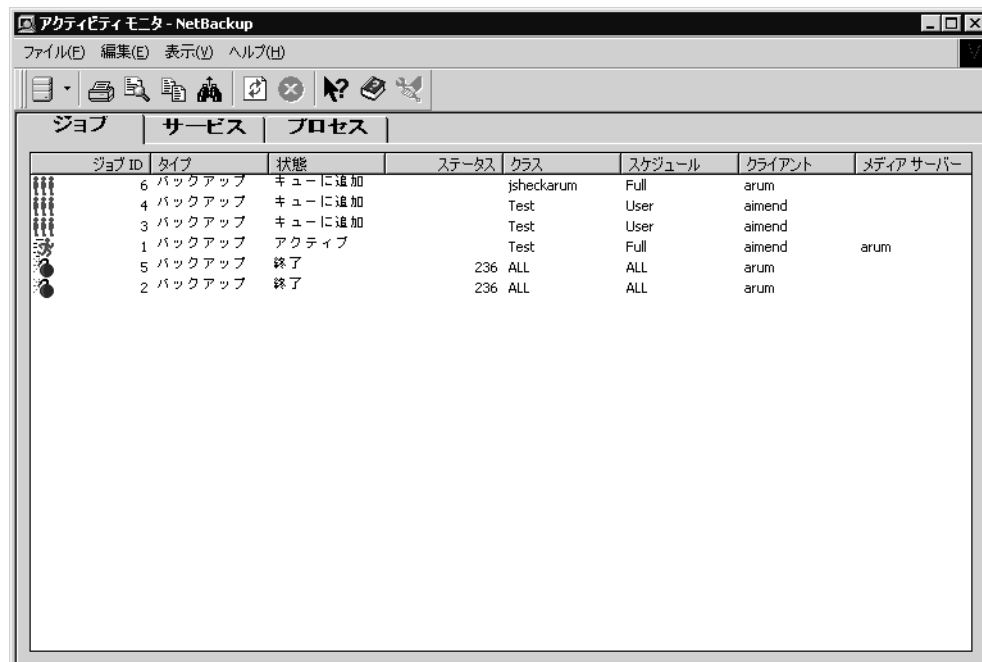 アクティビティ モニタ - NetBackup
ファイル(F) 編集(E) 表示(V) ヘルプ(H)
ジョブ サービス プロセス
ジョブ ID タイプ 状態 ステータス クラス スケジュール クライアント メディア サーバー
6 バックアップ キューに追加 jsheckarum Full arum
4 バックアップ キューに追加 Test User aimend
3 バックアップ キューに追加 Test User aimend
1 バックアップ アクティブ Test Full aimend arum
5 バックアップ 終了 236 ALL ALL arum
2 バックアップ 終了 236 ALL ALL arum